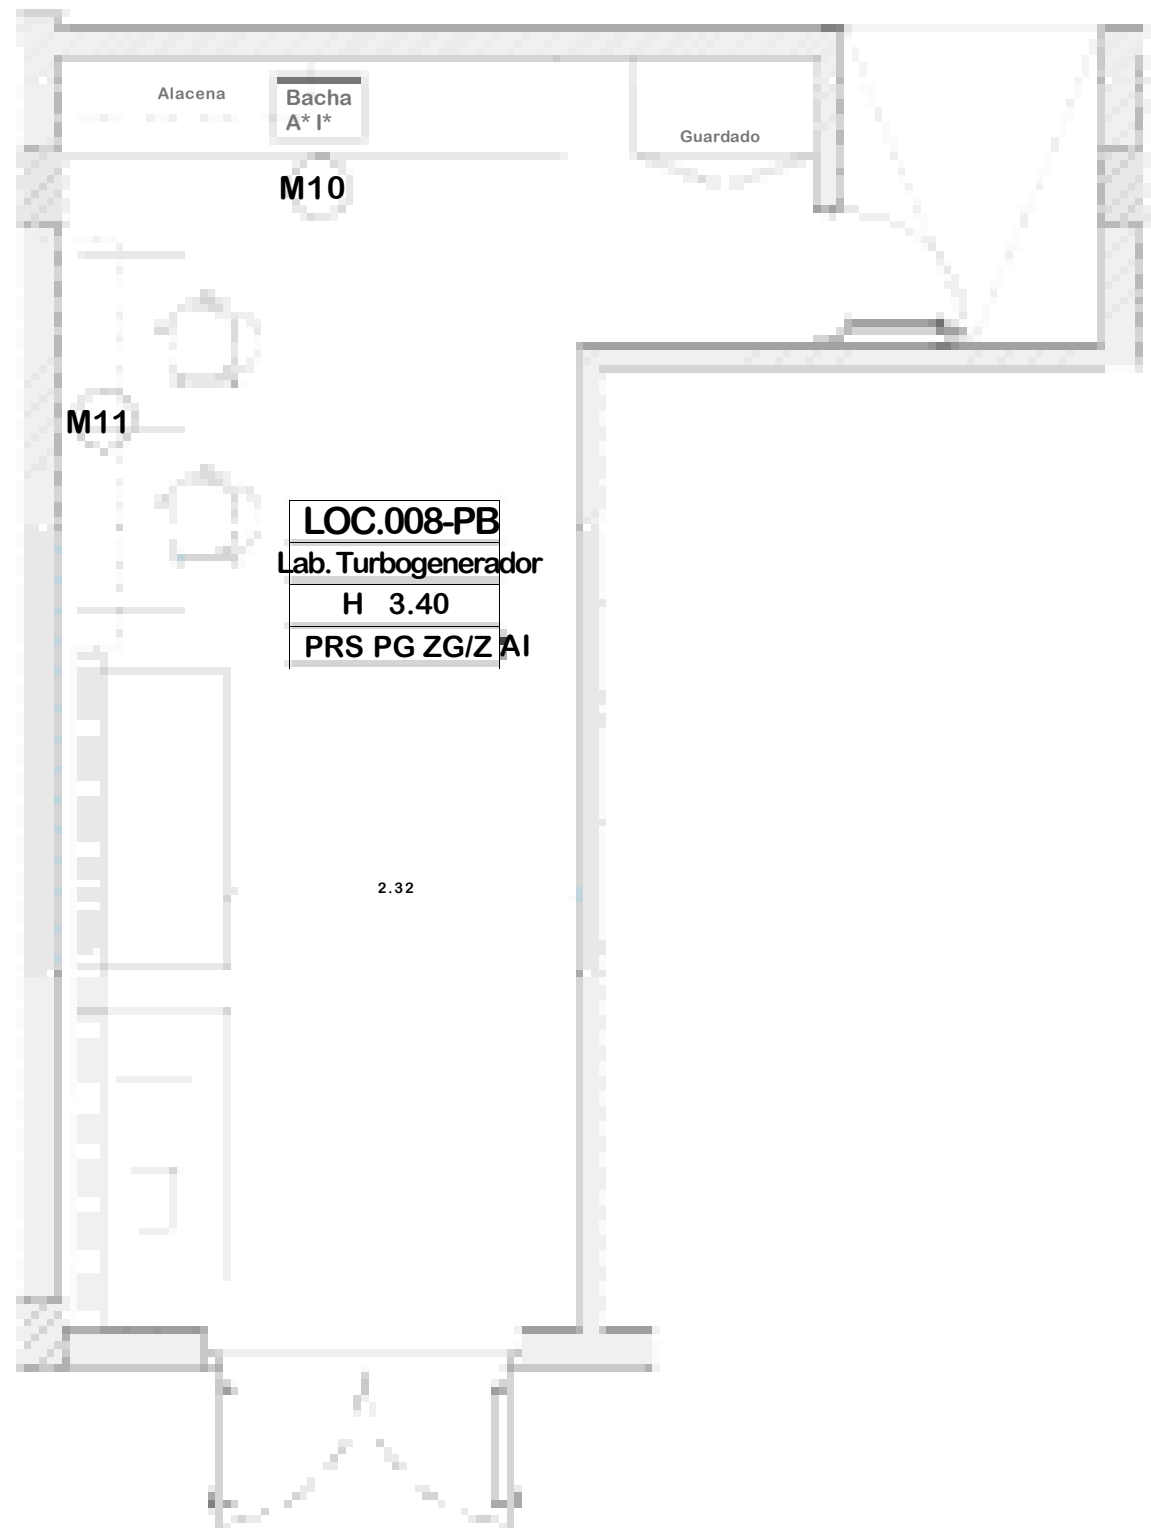 Alacena
Bacha
A* I*
Guardado
M10
M11
LOC.008-PB
Lab. Turbogenerador
H 3.40
PRS PG ZG/Z AI
2.32